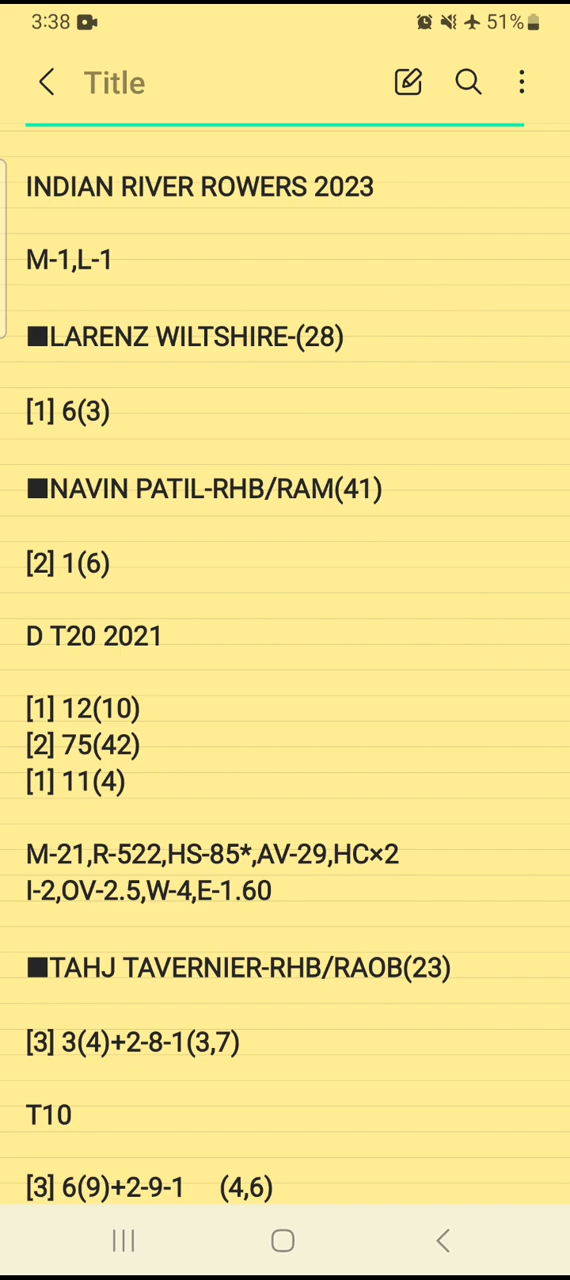 3:38
51%
Title
INDIAN RIVER ROWERS 2023
M-1,L-1
■LARENZ WILTSHIRE-(28)
[1] 6(3)
■NAVIN PATIL-RHB/RAM(41)
[2] 1(6)
D T20 2021
[1] 12(10)
[2] 75(42)
[1] 11(4)
M-21,R-522,HS-85*,AV-29,HC×2
I-2,OV-2.5,W-4,E-1.60
■TAHJ TAVERNIER-RHB/RAOB(23)
[3] 3(4)+2-8-1(3,7)
T10
[3] 6(9)+2-9-1 (4,6)